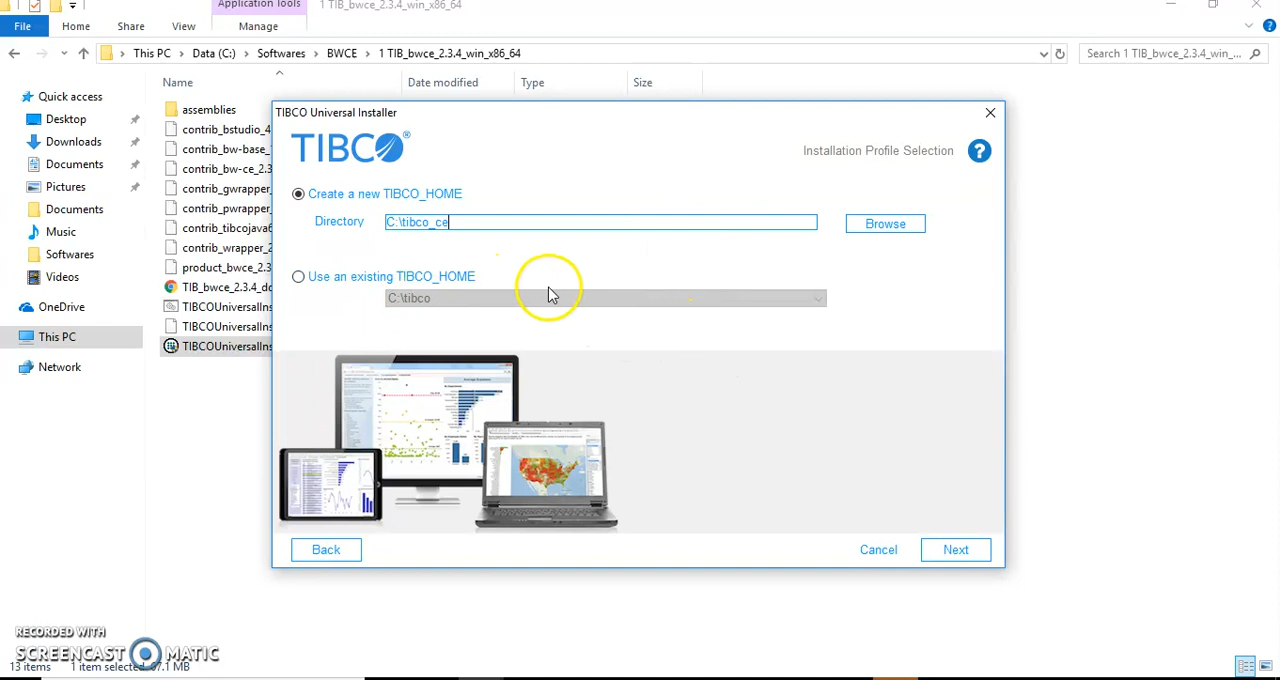 Application Tools
1 TIB_bwce_2.3.4_win_x86_64
File
Home
Share
View
Manage
This PC
Data (C:)
Softwares
BWCE
1 TIB_bwce_2.3.4_win_x86_64
Search 1 TIB_bwce_2.3.4_win_...
Name
Date modified
Type
Size
Quick access
Desktop
Downloads
Documents
Pictures
Documents
Music
Softwares
Videos
OneDrive
This PC
Network
assemblies
contrib_bstudio_4
contrib_bw-base_
contrib_bw-ce_2.3
contrib_gwrapper_
contrib_pwrapper_
contrib_tibcojava6
contrib_wrapper_2
product_bwce_2.3
TIB_bwce_2.3.4_do
TIBCOUniversalIns
TIBCOUniversalIns
TIBCOUniversalIns
TIBCO Universal Installer
TIBCO®
Installation Profile Selection
?
Create a new TIBCO_HOME
Directory
C:\tibco_ce
Browse
Use an existing TIBCO_HOME
C:\tibco
Back
Cancel
Next
RECORDED WITH
SCREENCAST MATIC
13 items
1 item selected 67.1 MB